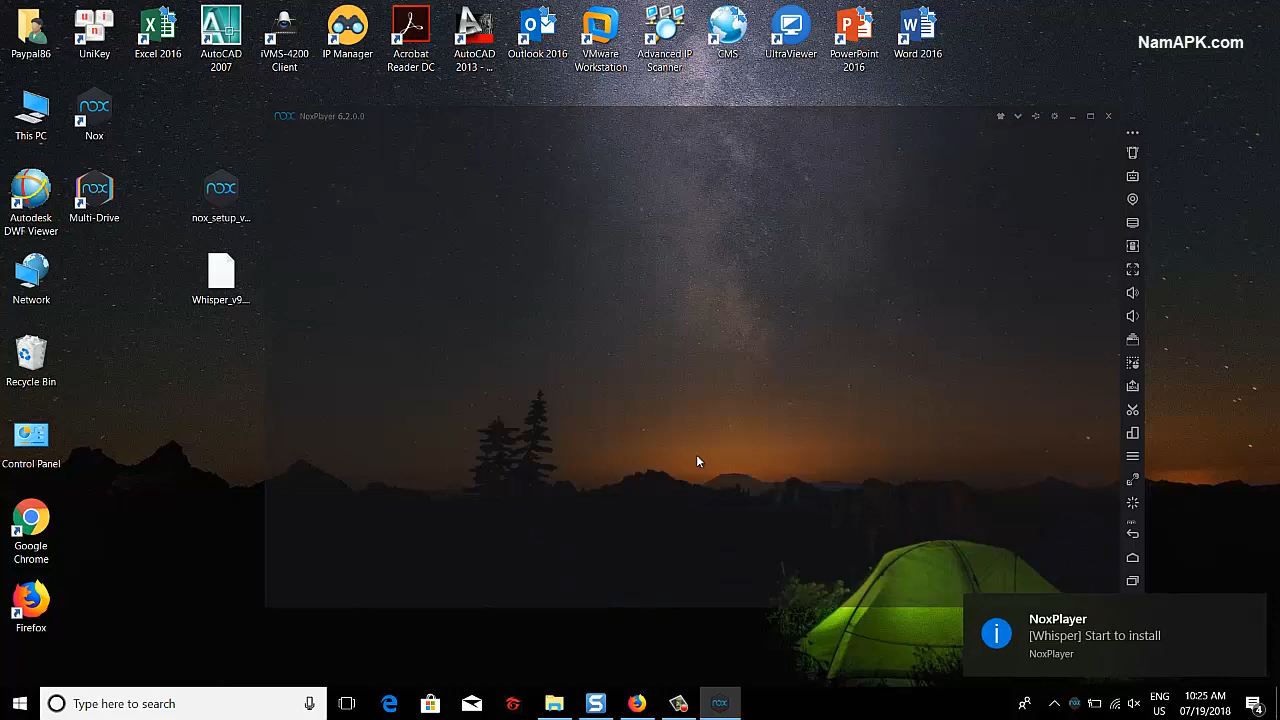 Paypal86
UniKey
Excel 2016
AutoCAD
2007
iVMS-4200
Client
IP Manager
Acrobat
Reader DC
AutoCAD
2013 - ...
Outlook 2016
VMware
Workstation
Advanced IP
Scanner
CMS
UltraViewer
PowerPoint
2016
Word 2016
NamAPK.com
This PC
Nox
nox NoxPlayer 6.2.0.0
Autodesk
DWF Viewer
Multi-Drive
nox_setup_v...
Network
Whisper_v9...
Recycle Bin
Control Panel
Google
Chrome
Firefox
NoxPlayer
[Whisper] Start to install
NoxPlayer
Type here to search
ENG
US
10:25 AM
07/19/2018
4